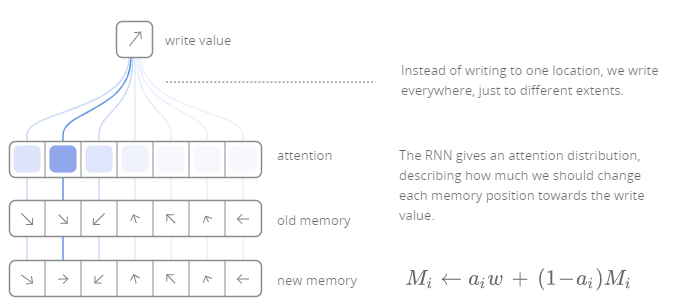 write value
Instead of writing to one location, we write
everywhere, just to different extents.
attention
The RNN gives an attention distribution,
describing how much we should change
each memory position towards the write
value.
old memory
new memory
M_i ← a_i w + (1−a_i)M_i